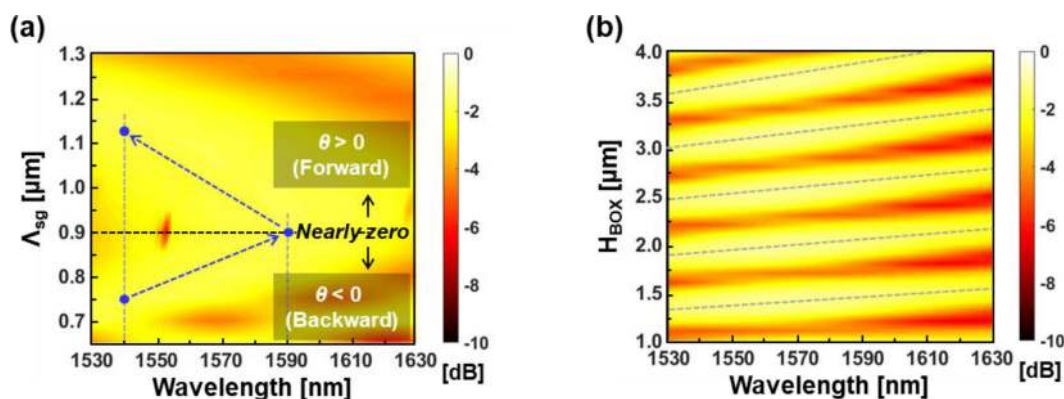 (a)
1.3
1.2
1.1
1.0
0.9
0.8
0.7
Λsg [µm]
θ > 0
(Forward)
Nearly zero
θ < 0
(Backward)
1530 1550 1570 1590 1610 1630
Wavelength [nm]
0
-2
-4
-6
-8
-10
[dB]
(b)
4.0
3.5
3.0
2.5
2.0
1.5
1.0
HBOX [µm]
1530 1550 1570 1590 1610 1630
Wavelength [nm]
0
-2
-4
-6
-8
-10
[dB]